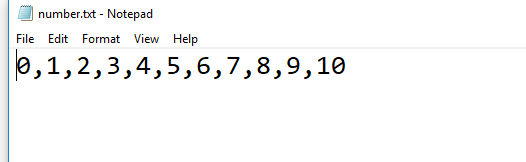 number.txt - Notepad
File Edit Format View Help
0,1,2,3,4,5,6,7,8,9,10